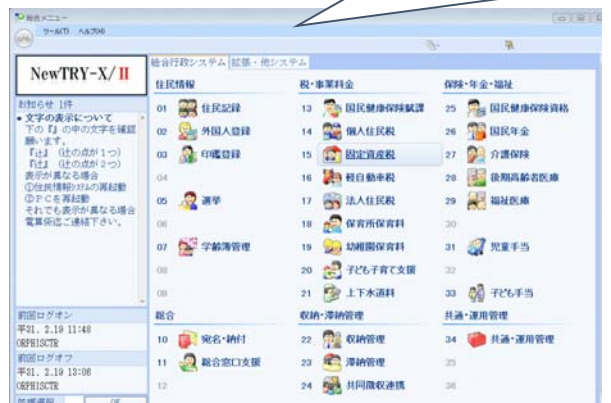 総合メニュー
ツール(T) ヘルプ(H)
NewTRY-X/II
お知らせ 1件
● 文字の表示について
下の『』の中の文字を確認
願います。
『辻』(辻の点が1つ)
『辻』(辻の点が2つ)
表示が異なる場合
①住民情報システムの再起動
②PCを再起動
それでも表示が異なる場合
電算係迄ご連絡下さい。
前回ログオン
平31. 2.19 11:48
ORPHISCTR
前回ログオフ
平31. 2.19 13:06
ORPHISCTR
処理選択
OK
総合行政システム 拡張・他システム
住民情報
01 住民記録
02 外国人登録
03 印鑑登録
04
05 選挙
06
07 学齢簿管理
08
09
総合
10 宛名・納付
11 総合窓口支援
12
税・事業料金
13 国民健康保険賦課
14 個人住民税
15 固定資産税
16 軽自動車税
17 法人住民税
18 保育所保育料
19 幼稚園保育料
20 子ども子育て支援
21 上下水道料
収納・滞納管理
22 収納管理
23 滞納管理
24 共同徴収連携
保険・年金・福祉
25 国民健康保険資格
26 国民年金
27 介護保険
28 後期高齢者医療
29 福祉医療
30
31 児童手当
32
33 子ども手当
共通・運用管理
34 共通・運用管理
35
36